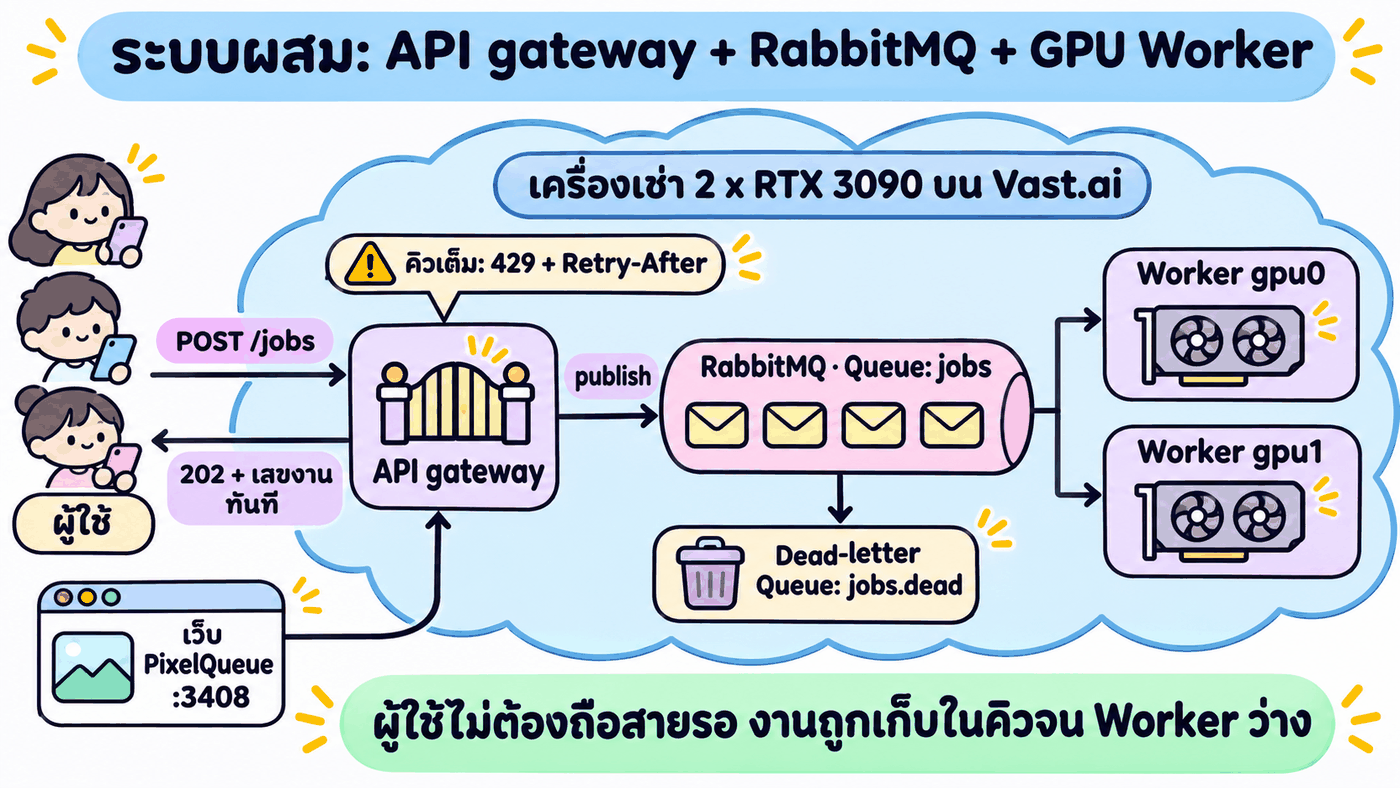 ระบบผสม: API gateway + RabbitMQ + GPU Worker
เครื่องเช่า 2 x RTX 3090 บน Vast.ai
คิวเต็ม: 429 + Retry-After
POST /jobs
202 + เลขงาน
ทันที
ผู้ใช้
API gateway
publish
RabbitMQ · Queue: jobs
Dead-letter
Queue: jobs.dead
Worker gpu0
Worker gpu1
เว็บ
PixelQueue
:3408
ผู้ใช้ไม่ต้องถือสายรอ งานถูกเก็บในคิวจน Worker ว่าง